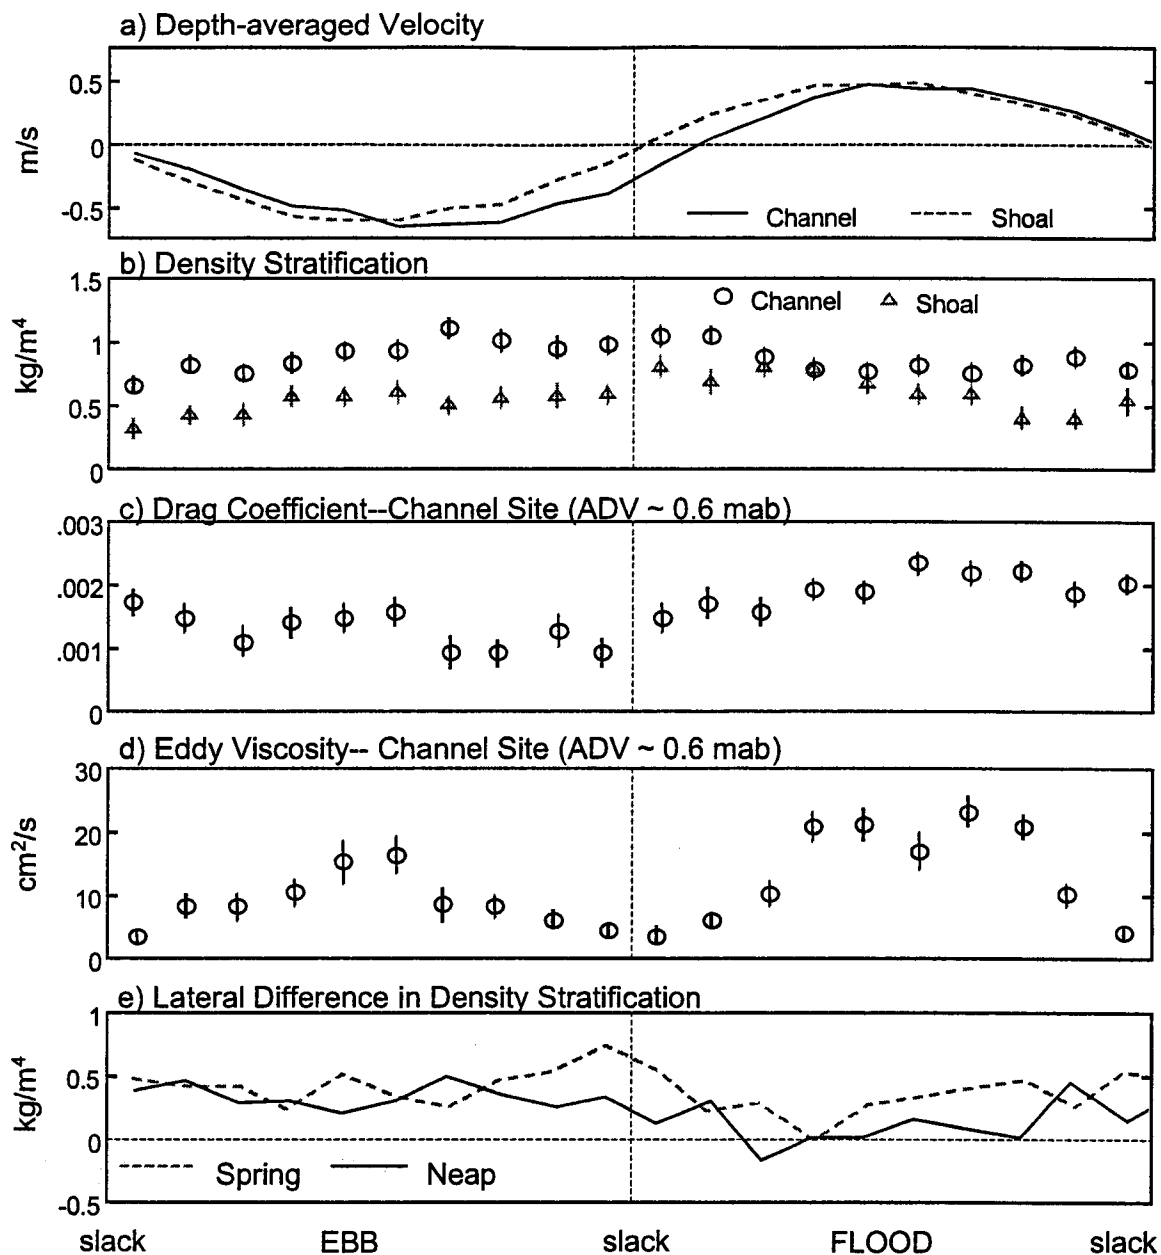 a) Depth-averaged Velocity
0.5
0
-0.5
m/s
Channel Shoal
b) Density Stratification
1.5
1
0.5
0
kg/m⁴
Channel Shoal
c) Drag Coefficient--Channel Site (ADV ~ 0.6 mab)
.003
.002
.001
0
d) Eddy Viscosity-- Channel Site (ADV ~ 0.6 mab)
30
20
10
0
cm²/s
e) Lateral Difference in Density Stratification
1
0.5
0
-0.5
kg/m⁴
Spring Neap
slack EBB slack FLOOD slack